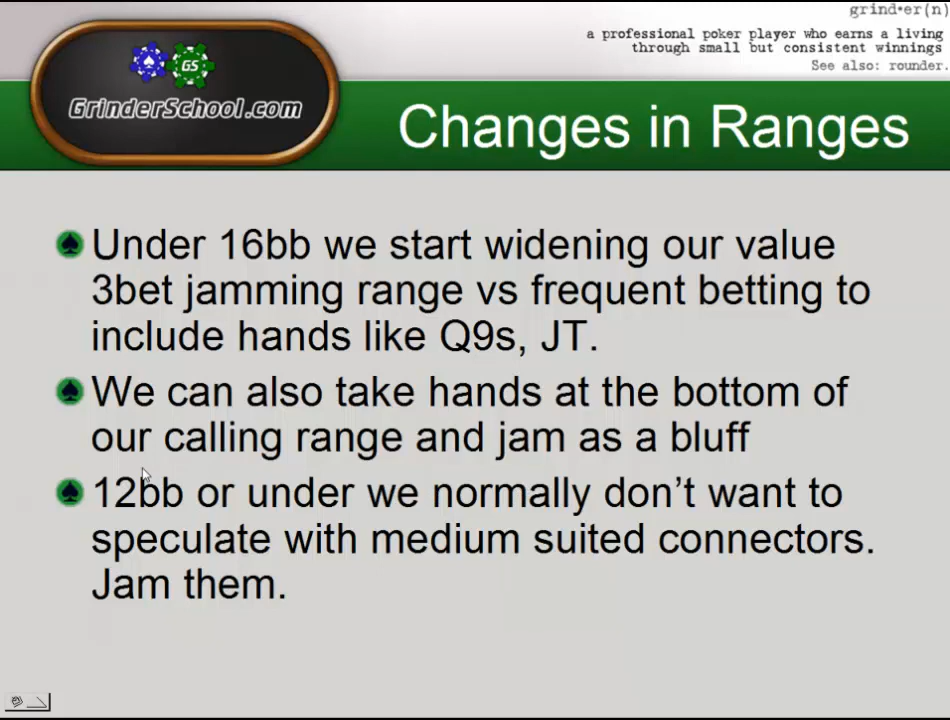 grind•er(n)
a professional poker player who earns a living
through small but consistent winnings
See also: rounder.
GS
GrinderSchool.com
Changes in Ranges
Under 16bb we start widening our value
3bet jamming range vs frequent betting to
include hands like Q9s, JT.
We can also take hands at the bottom of
our calling range and jam as a bluff
12bb or under we normally don’t want to
speculate with medium suited connectors.
Jam them.